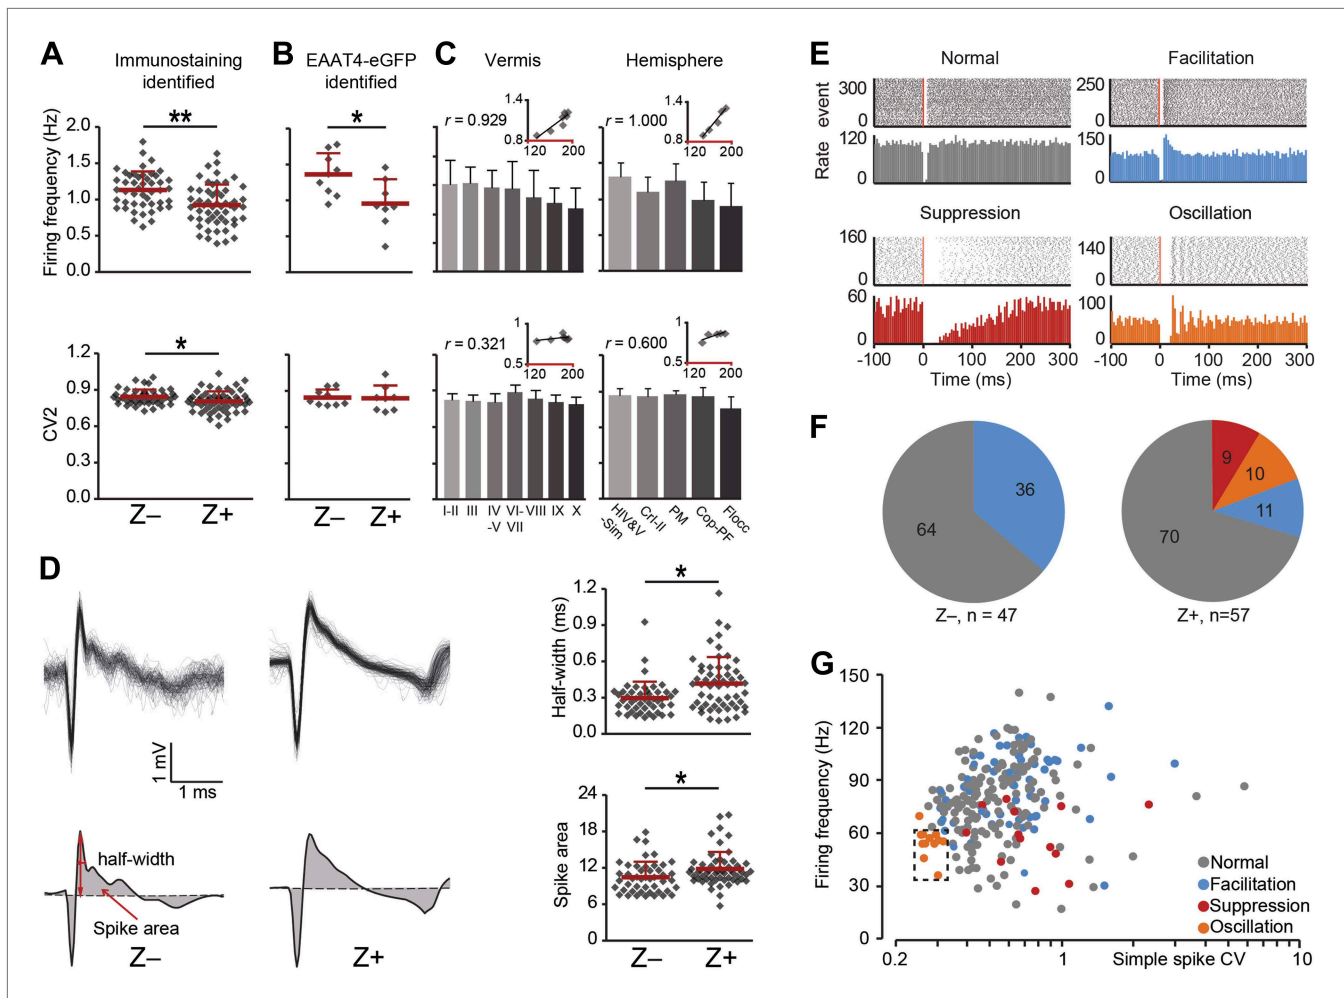 A
Immunostaining
identified
B
EAAT4-eGFP
identified
C
Vermis
Hemisphere
Firing frequency (Hz)
2.0
1.5
1.0
0.5
0.0
**
*
r = 0.929
1.4
0.8
120
200
r = 1.000
1.4
0.8
140
200
CV2
1.2
0.9
0.6
0.3
0
*
r = 0.321
1
0.5
120
200
r = 0.600
1
0.5
140
200
Z–
Z+
Z–
Z+
I-II
III
IV
-V
VI-
VII
VIII
IX
X
HIV&V
-Sim
CrI-II
PM
Cop-PF
Flocc
D
1 mV
1 ms
half-width
Spike area
Z–
Z+
Half-width (ms)
1.2
0.9
0.6
0.3
0.0
*
Spike area
24
18
12
6
0
*
Z–
Z+
E
Normal
Facilitation
Rate event
300
0
120
0
250
0
150
0
Suppression
Oscillation
160
0
60
0
140
0
100
0
-100
0
100
200
300
Time (ms)
-100
0
100
200
300
Time (ms)
F
36
64
Z–, n = 47
9
10
11
70
Z+, n=57
G
Firing frequency (Hz)
150
120
90
60
30
0
Normal
Facilitation
Suppression
Oscillation
0.2
1
Simple spike CV
10